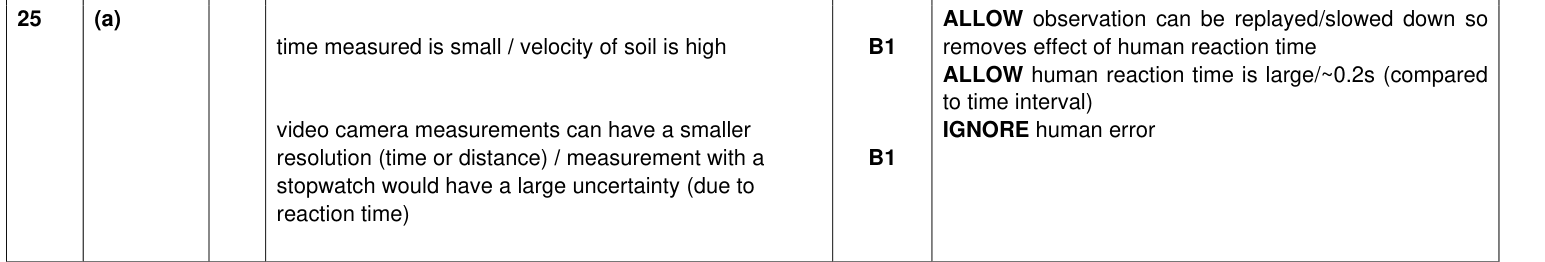 25 (a)
time measured is small / velocity of soil is high
B1
video camera measurements can have a smaller
resolution (time or distance) / measurement with a
stopwatch would have a large uncertainty (due to
reaction time)
B1
ALLOW observation can be replayed/slowed down so
removes effect of human reaction time
ALLOW human reaction time is large/~0.2s (compared
to time interval)
IGNORE human error